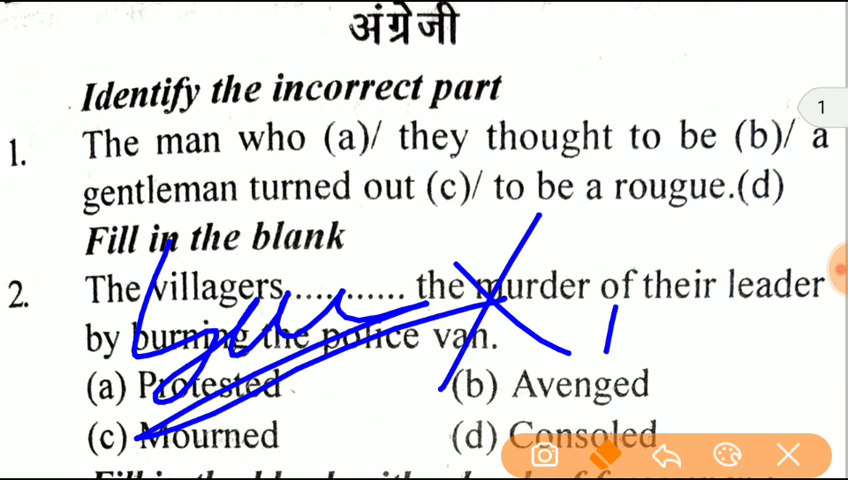 अंग्रेजी
Identify the incorrect part
1
1. The man who (a)/ they thought to be (b)/ a
gentleman turned out (c)/ to be a rougue.(d)
Fill in the blank
2. The villagers............ the murder of their leader
by burning the police van.
(a) Protested (b) Avenged
(c) Mourned (d) Consoled